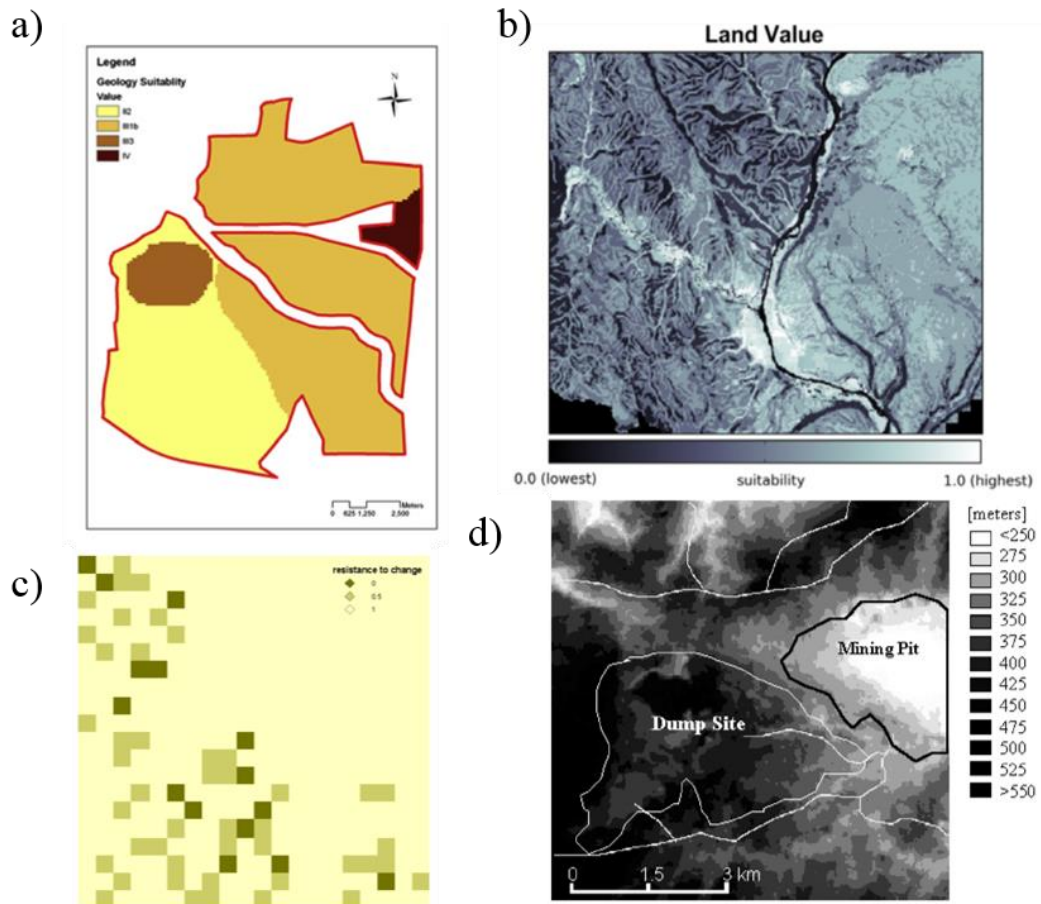 a)
Legend
Geology Suitablity
Value
II2
III1b
III3
IV
N
Meters
0 625 1,250 2,500
b)
Land Value
0.0 (lowest) suitability 1.0 (highest)
c)
resistance to change
0
0.5
1
d)
[meters]
<250
275
300
325
350
375
400
425
450
475
500
525
>550
Mining Pit
Dump Site
0 1.5 3 km